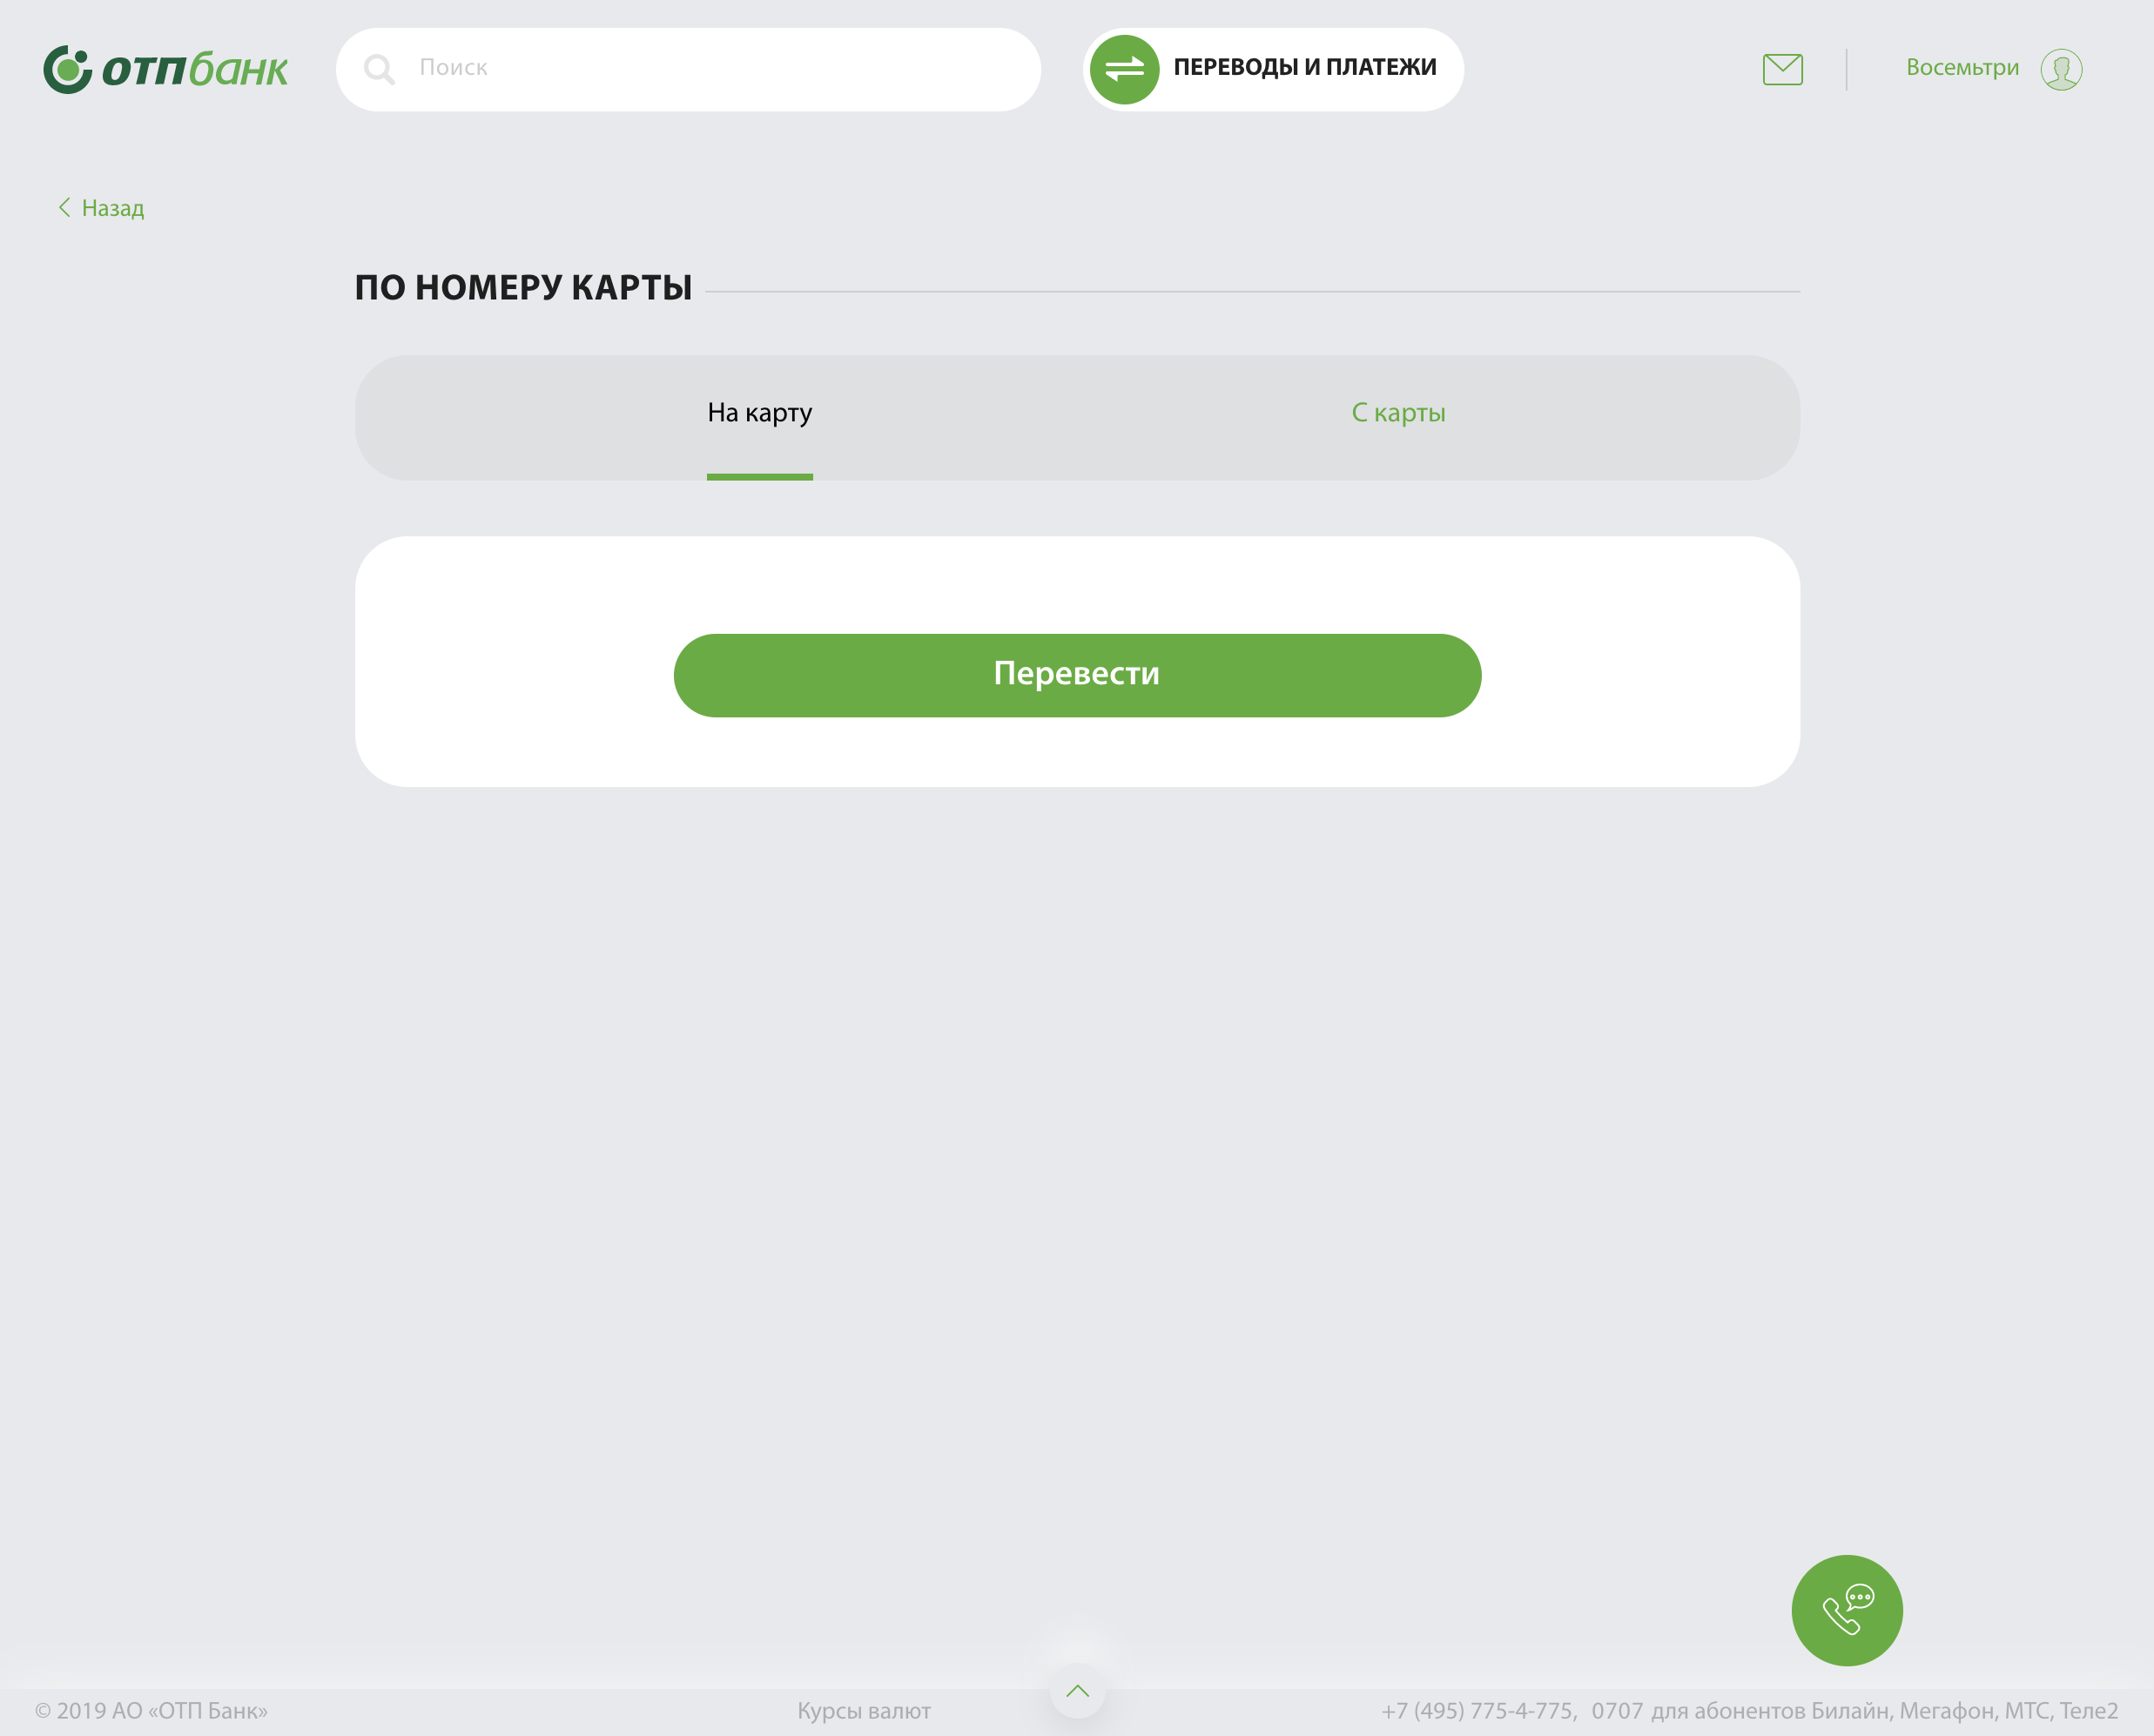 отпбанк
Поиск
ПЕРЕВОДЫ И ПЛАТЕЖИ
Восемьтри
Назад
ПО НОМЕРУ КАРТЫ
На карту
С карты
Перевести
© 2019 АО «ОТП Банк»
Курсы валют
+7 (495) 775-4-775, 0707 для абонентов Билайн, Мегафон, МТС, Теле2